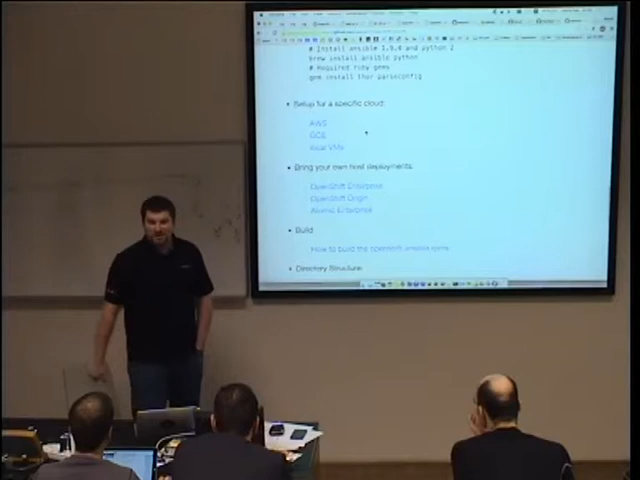 # Install ansible 1.9.4 and python 2
brew install ansible python
# Required ruby gems
gem install thor parseconfig
Setup for a specific cloud:
AWS
GCE
local VMs
Bring your own host deployments:
OpenShift Enterprise
OpenShift Origin
Atomic Enterprise
Build
How to build the openshift-ansible rpms
Directory Structure: